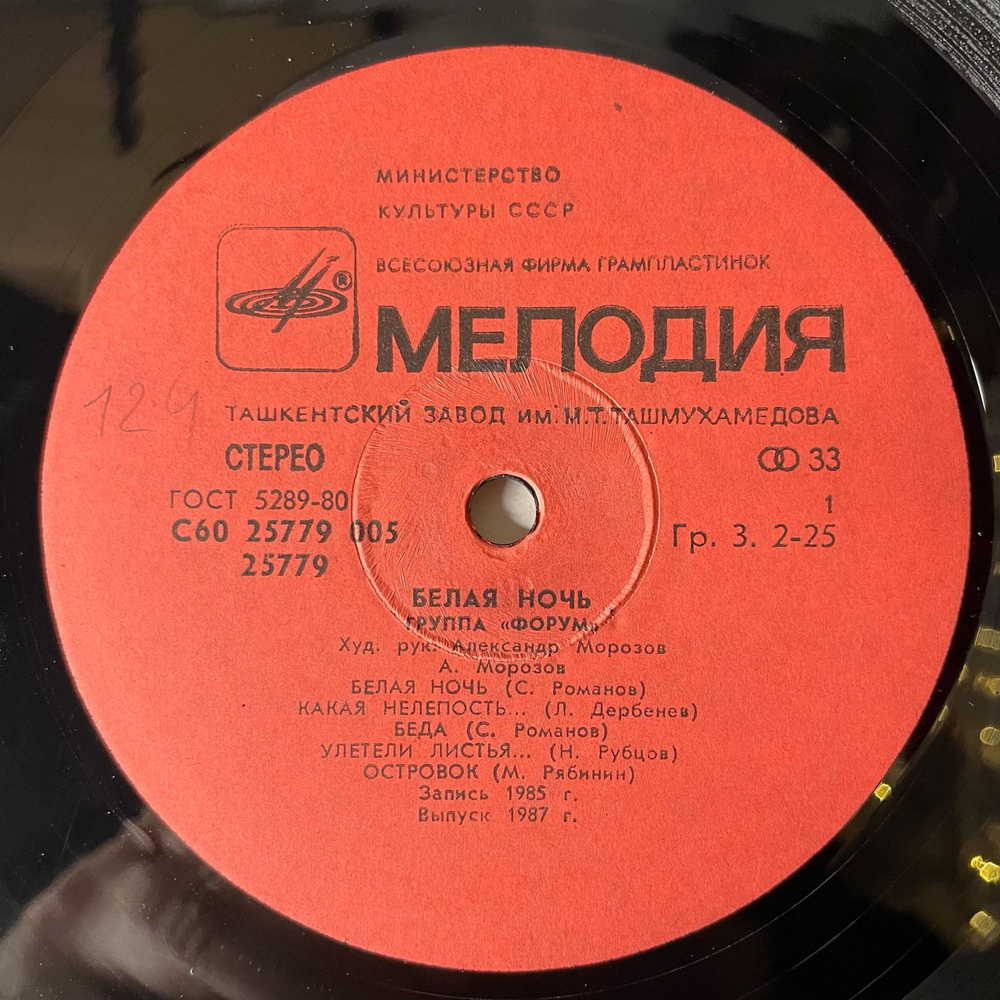 МИНИСТЕРСТВО
КУЛЬТУРЫ СССР
ВСЕСОЮЗНАЯ ФИРМА ГРАМПЛАСТИНОК
®
МЕЛОДИЯ
12-4
ТАШКЕНТСКИЙ ЗАВОД им. М.Т.ТАШМУХАМЕДОВА
СТЕРЕО 33
ГОСТ 5289-80 1
С60 25779 005 Гр. 3. 2-25
25779
БЕЛАЯ НОЧЬ
ГРУППА «ФОРУМ»
Худ. рук. Александр Морозов
А. Морозов
БЕЛАЯ НОЧЬ (С. Романов)
КАКАЯ НЕЛЕПОСТЬ... (Л. Дербенев)
БЕДА (С. Романов)
УЛЕТЕЛИ ЛИСТЬЯ... (Н. Рубцов)
ОСТРОВОК (М. Рябинин)
Запись 1985 г.
Выпуск 1987 г.